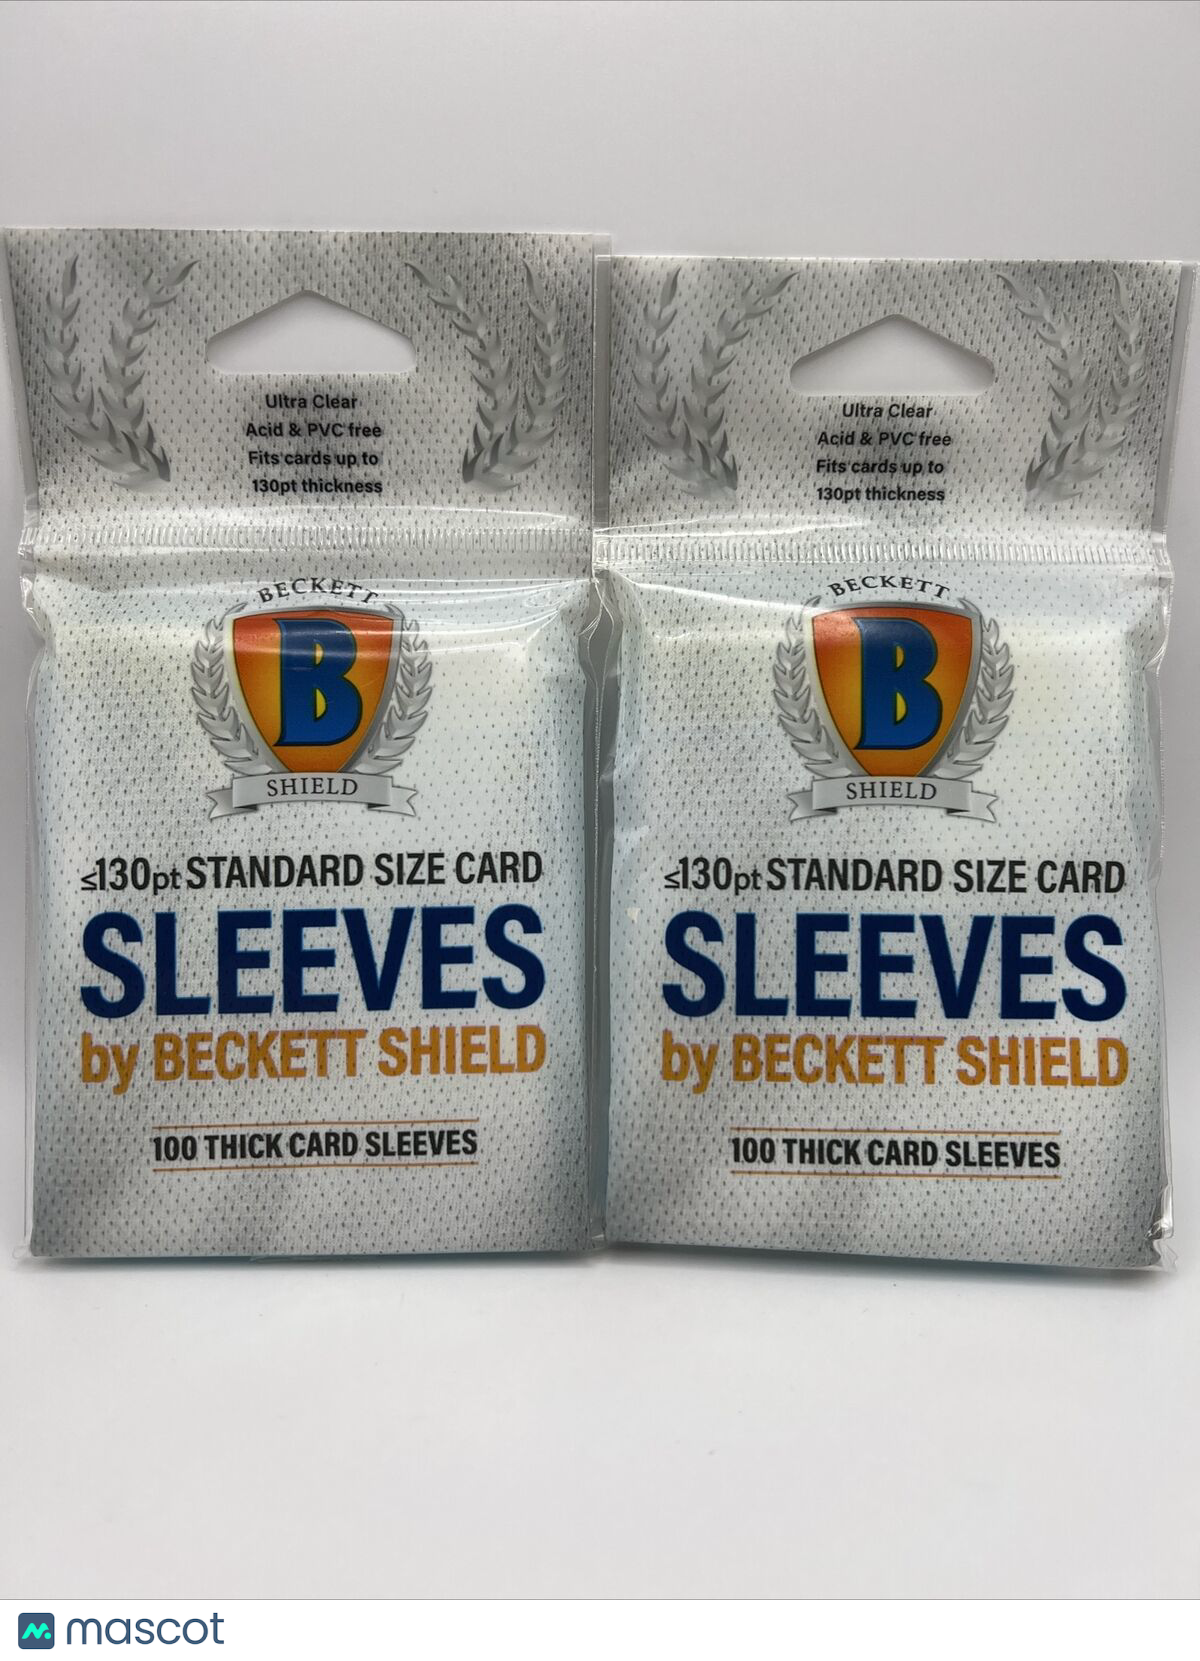 Ultra Clear
Acid & PVC free
Fits cards up to
130pt thickness
BECKETT
B
SHIELD
≤130pt STANDARD SIZE CARD
SLEEVES
by BECKETT SHIELD
100 THICK CARD SLEEVES
Ultra Clear
Acid & PVC free
Fits cards up to
130pt thickness
BECKETT
B
SHIELD
≤130pt STANDARD SIZE CARD
SLEEVES
by BECKETT SHIELD
100 THICK CARD SLEEVES
mascot